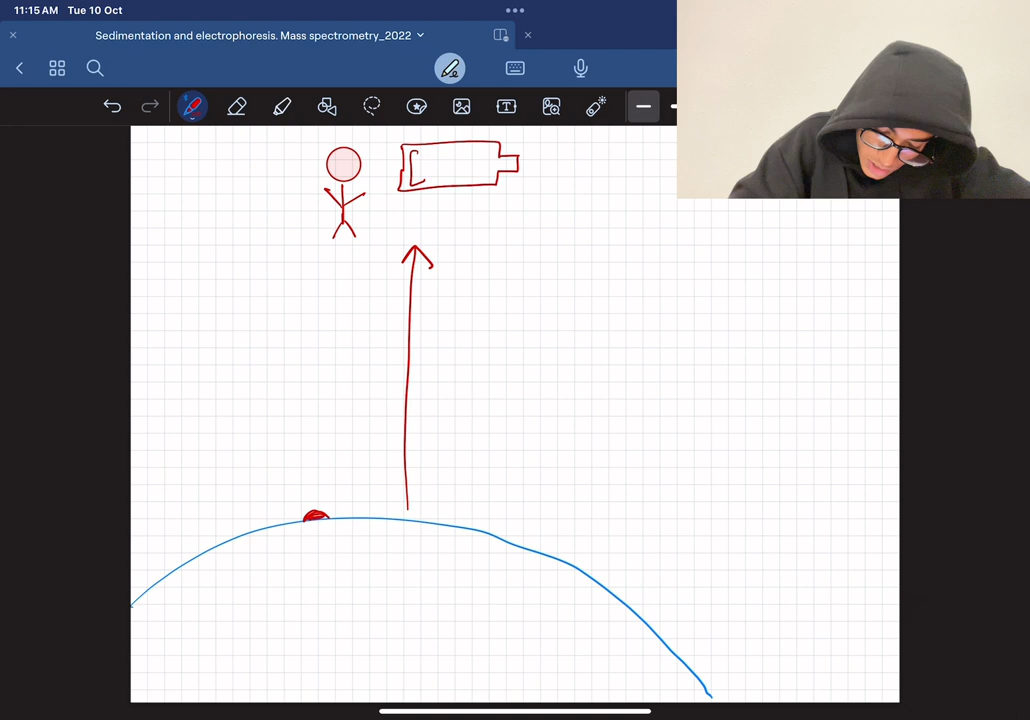 11:15 AM Tue 10 Oct
Sedimentation and electrophoresis. Mass spectrometry_2022